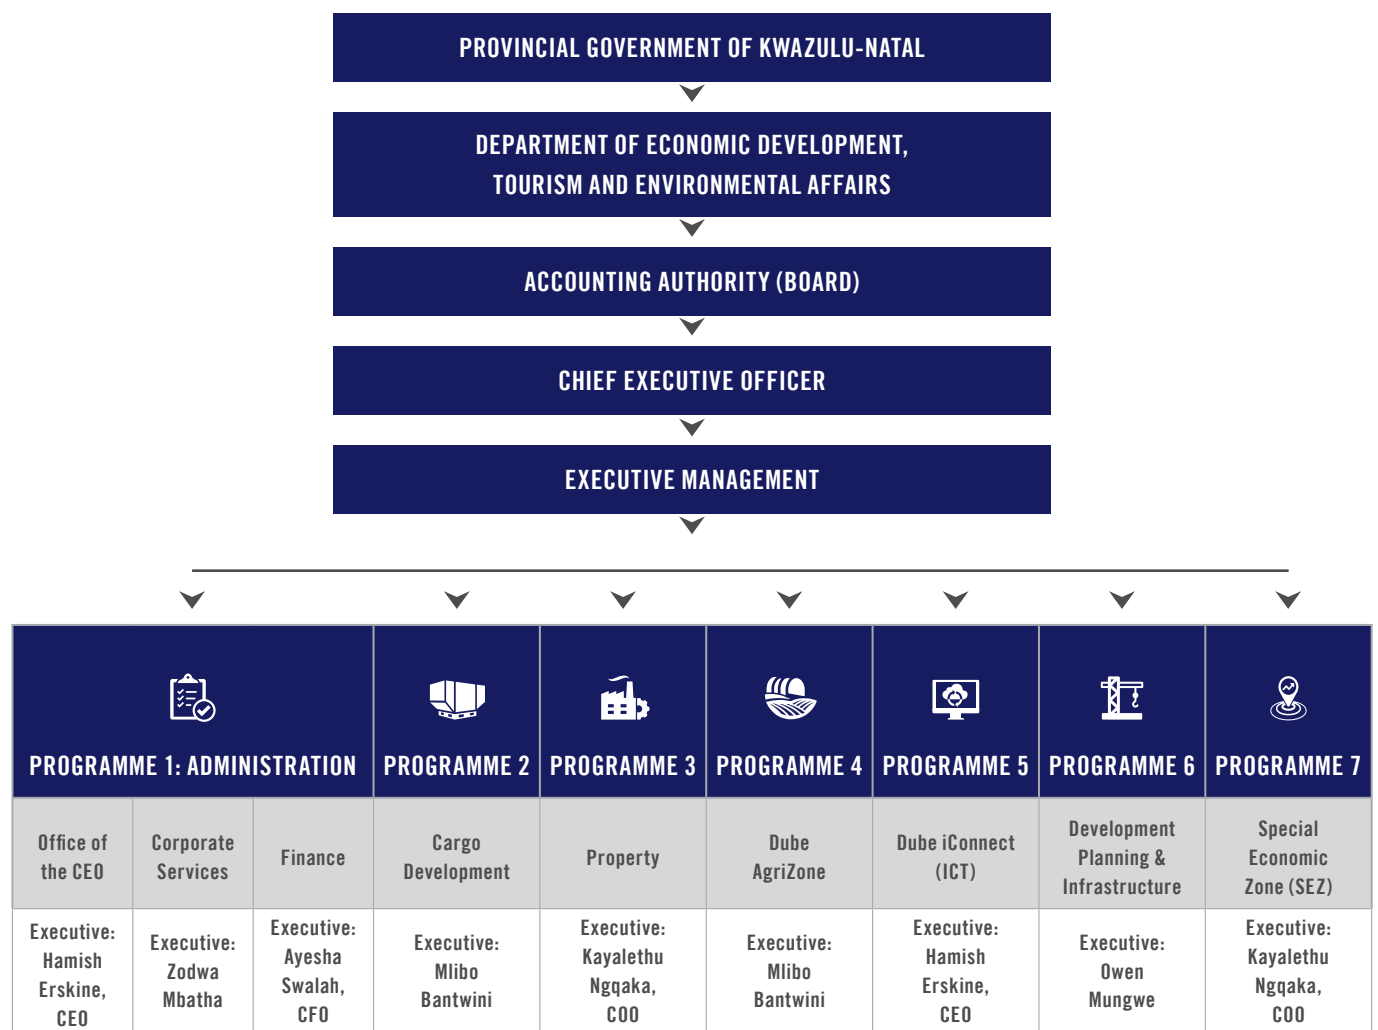 PROVINCIAL GOVERNMENT OF KWAZULU-NATAL
DEPARTMENT OF ECONOMIC DEVELOPMENT,
TOURISM AND ENVIRONMENTAL AFFAIRS
ACCOUNTING AUTHORITY (BOARD)
CHIEF EXECUTIVE OFFICER
EXECUTIVE MANAGEMENT
PROGRAMME 1: ADMINISTRATION
PROGRAMME 2
PROGRAMME 3
PROGRAMME 4
PROGRAMME 5
PROGRAMME 6
PROGRAMME 7
Office of
the CEO
Corporate
Services
Finance
Cargo
Development
Property
Dube
AgriZone
Dube iConnect
(ICT)
Development
Planning &
Infrastructure
Special
Economic
Zone (SEZ)
Executive:
Hamish
Erskine,
CEO
Executive:
Zodwa
Mbatha
Executive:
Ayesha
Swalah,
CFO
Executive:
Mlibo
Bantwini
Executive:
Kayalethu
Ngqaka,
COO
Executive:
Mlibo
Bantwini
Executive:
Hamish
Erskine,
CEO
Executive:
Owen
Mungwe
Executive:
Kayalethu
Ngqaka,
COO